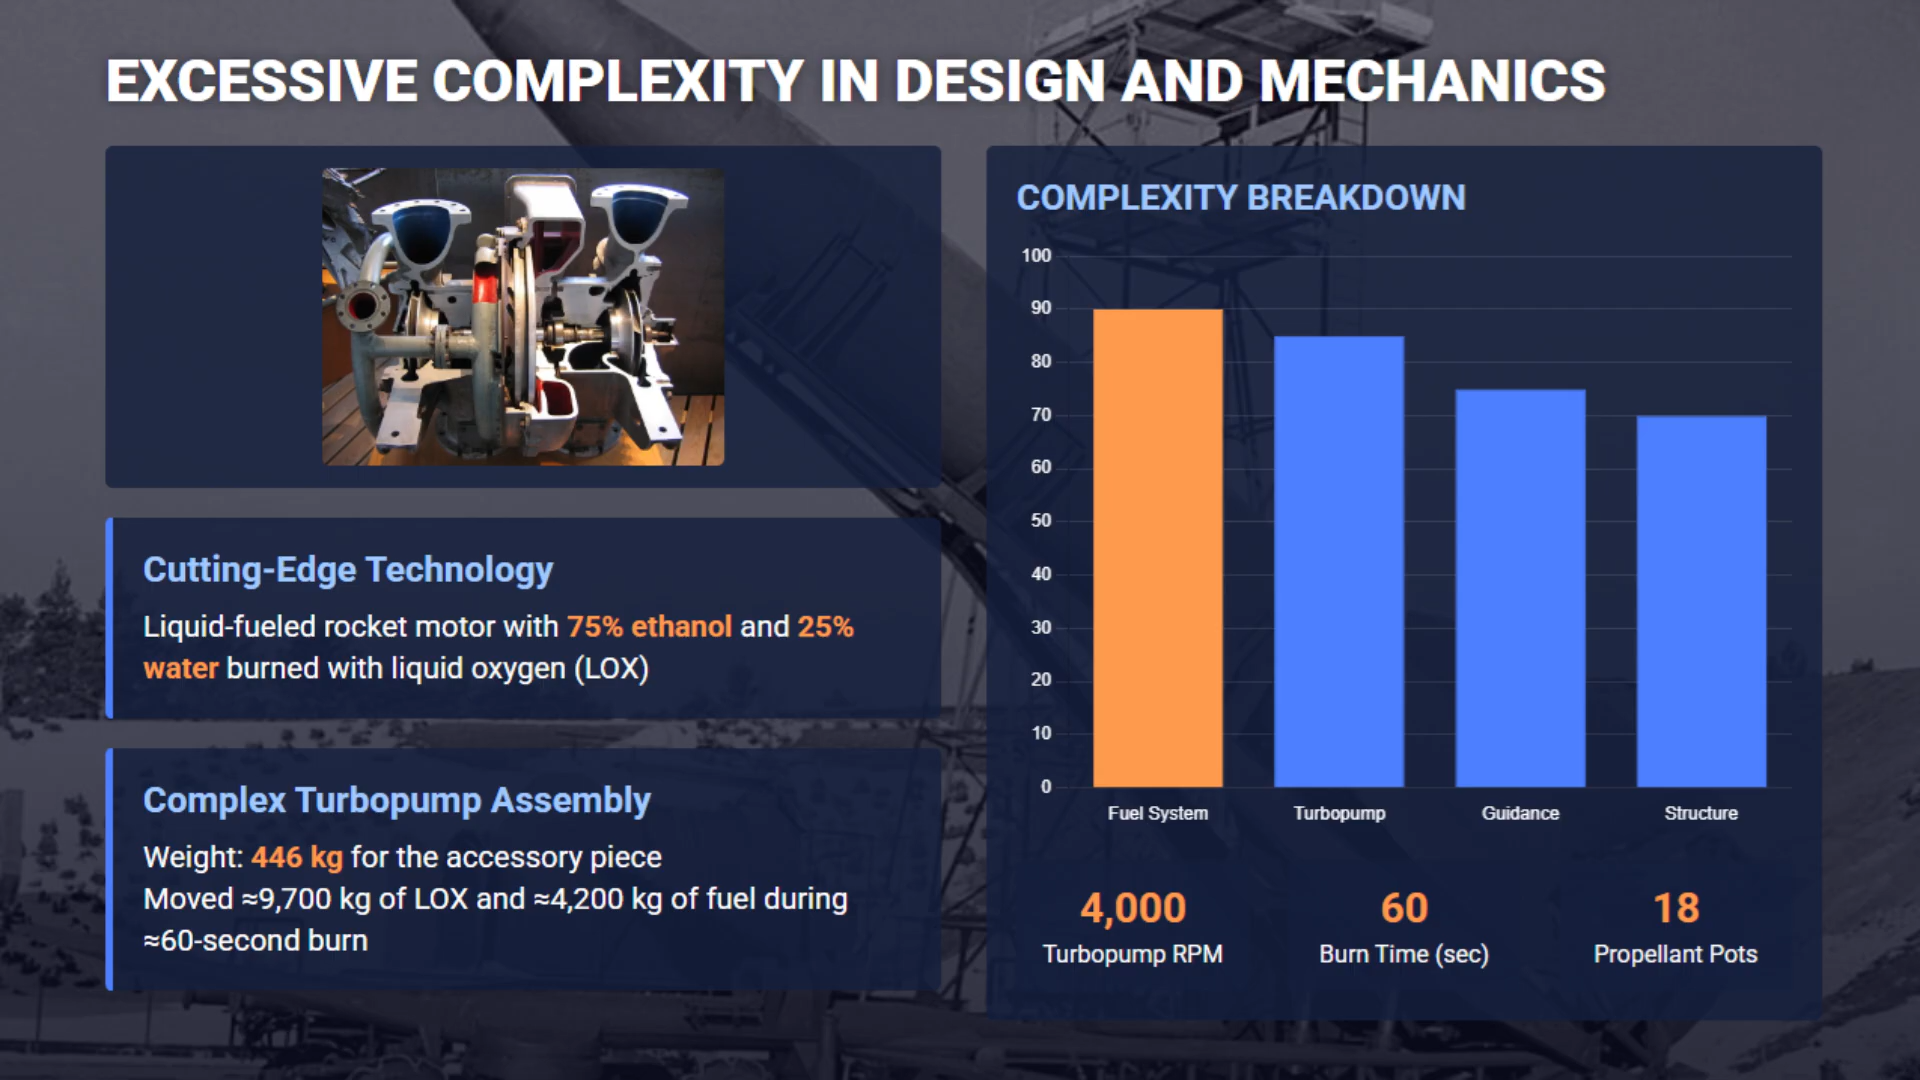 EXCESSIVE COMPLEXITY IN DESIGN AND MECHANICS
Cutting-Edge Technology
Liquid-fueled rocket motor with 75% ethanol and 25%
water burned with liquid oxygen (LOX)
Complex Turbopump Assembly
Weight: 446 kg for the accessory piece
Moved ≈9,700 kg of LOX and ≈4,200 kg of fuel during
≈60-second burn
COMPLEXITY BREAKDOWN
100
90
80
70
60
50
40
30
20
10
0
Fuel System Turbopump Guidance Structure
4,000 60 18
Turbopump RPM Burn Time (sec) Propellant Pots